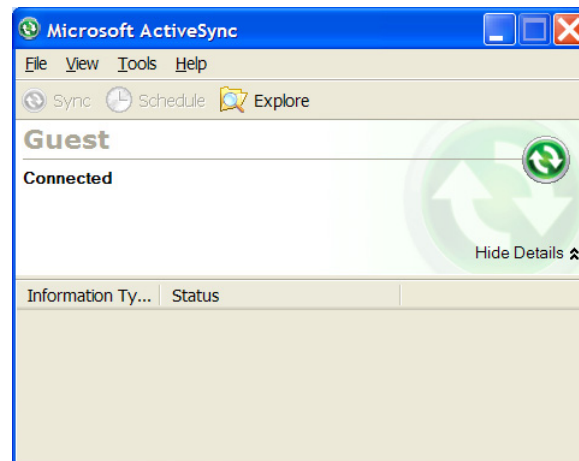 Microsoft ActiveSync
File View Tools Help
Sync Schedule Explore
Guest
Connected
Hide Details
Information Ty... Status